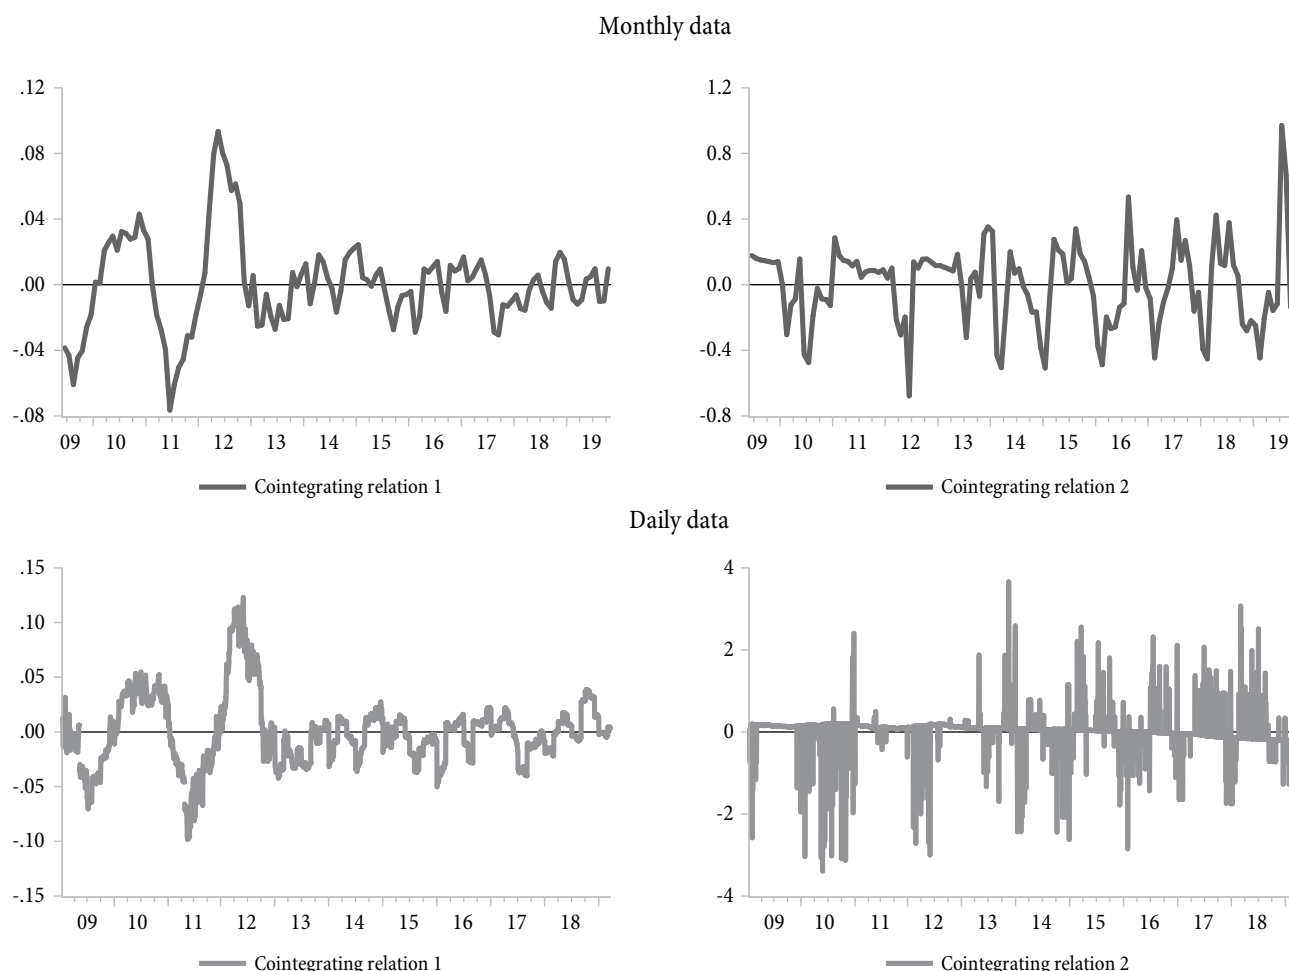 Monthly data
.12
.08
.04
.00
-.04
-.08
09 10 11 12 13 14 15 16 17 18 19
Cointegrating relation 1
1.2
0.8
0.4
0.0
-0.4
-0.8
09 10 11 12 13 14 15 16 17 18 19
Cointegrating relation 2
Daily data
.15
.10
.05
.00
-.05
-.10
-.15
09 10 11 12 13 14 15 16 17 18
Cointegrating relation 1
4
2
0
-2
-4
09 10 11 12 13 14 15 16 17 18
Cointegrating relation 2